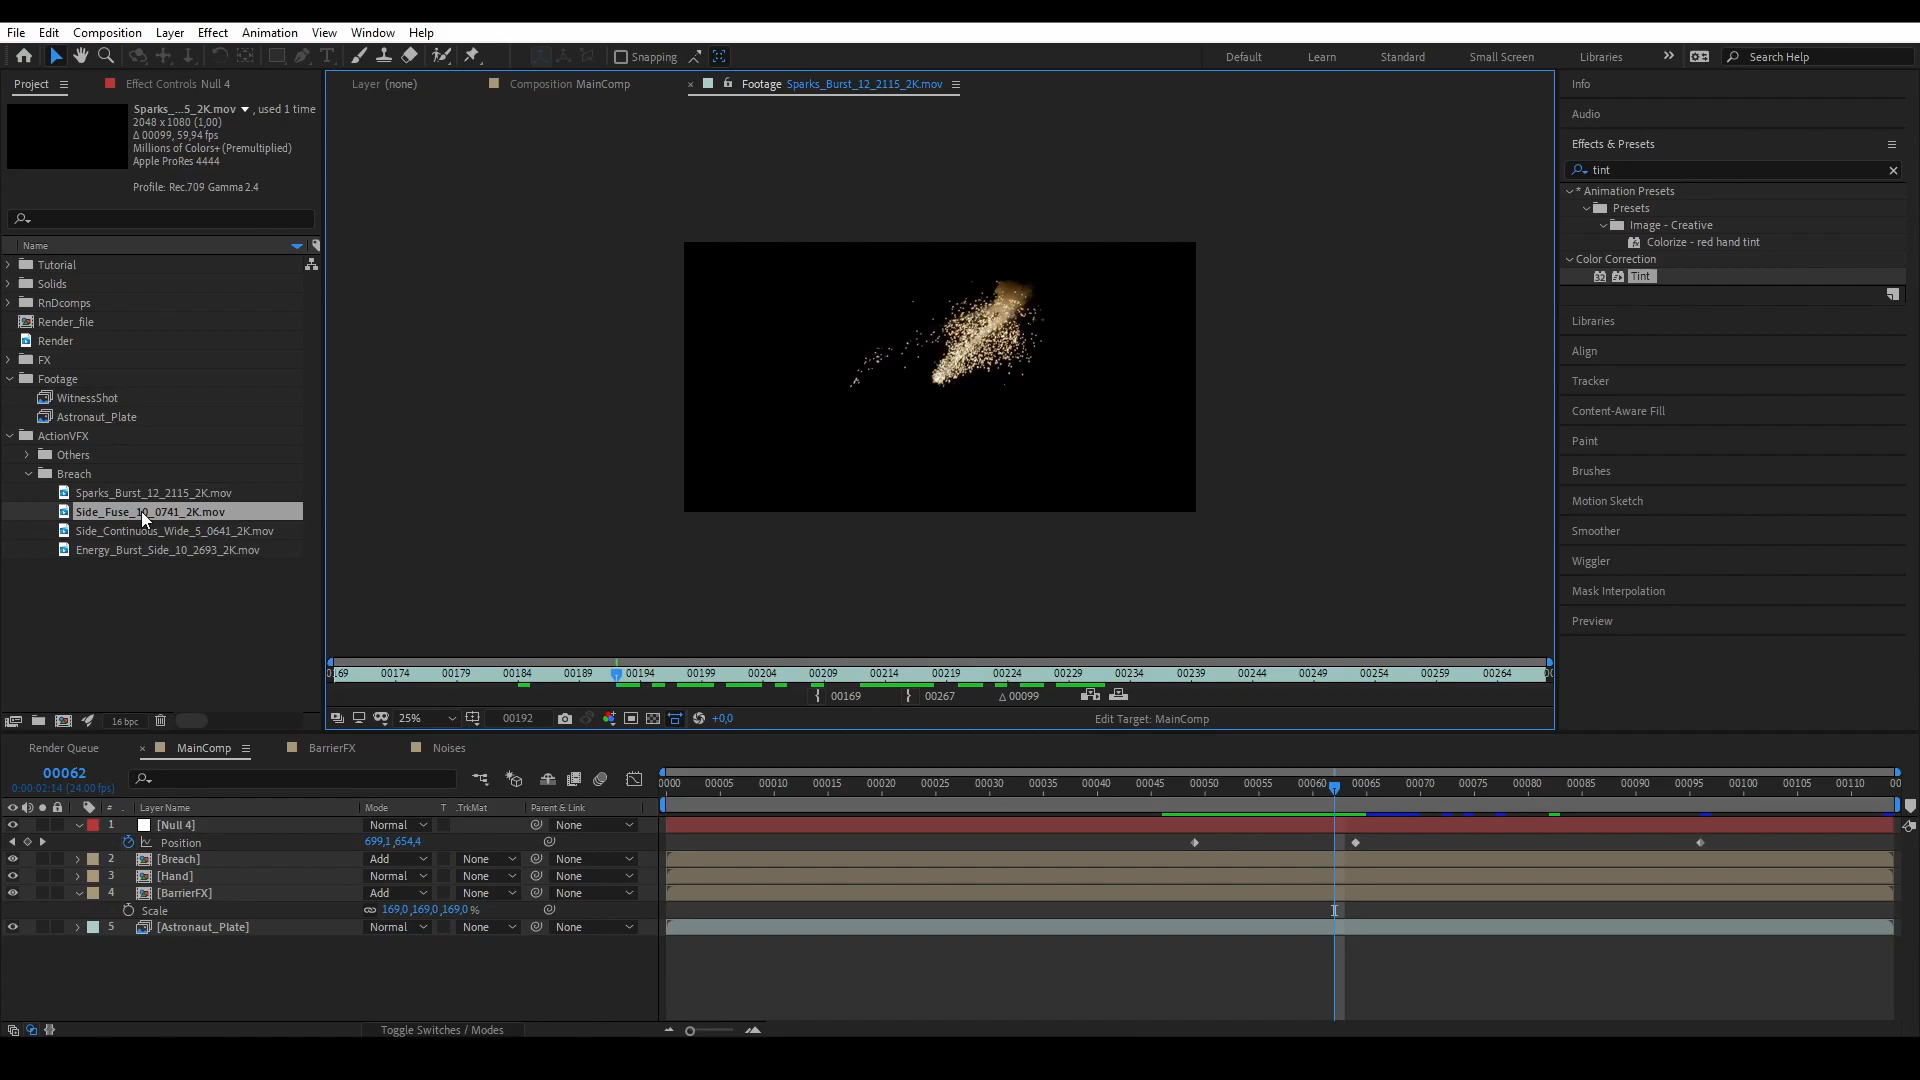 File Edit Composition Layer Effect Animation View Window Help
Snapping Default Learn Standard Small Screen Libraries Search Help
Project Effect Controls Null 4
Sparks_...5_2K.mov , used 1 time
2048 x 1080 (1,00)
Δ 00099, 59,94 fps
Millions of Colors+ (Premultiplied)
Apple ProRes 4444
Profile: Rec.709 Gamma 2.4
Name
Tutorial
Solids
RnDcomps
Render_file
Render
FX
Footage
WitnessShot
Astronaut_Plate
ActionVFX
Others
Breach
Sparks_Burst_12_2115_2K.mov
Side_Fuse_10_0741_2K.mov
Side_Continuous_Wide_5_0641_2K.mov
Energy_Burst_Side_10_2693_2K.mov
16 bpc
Layer (none) Composition MainComp Footage Sparks_Burst_12_2115_2K.mov
00174 00179 00184 00189 00194 00199 00204 00209 00214 00219 00224 00229 00234 00239 00244 00249 00254 00259 00264
00169 00267 Δ 00099
25% 00192 +0,0 Edit Target: MainComp
Info
Audio
Effects & Presets
tint
* Animation Presets
Presets
Image - Creative
Colorize - red hand tint
Color Correction
32 Tint
Libraries
Align
Tracker
Content-Aware Fill
Paint
Brushes
Motion Sketch
Smoother
Wiggler
Mask Interpolation
Preview
Render Queue MainComp BarrierFX Noises
00062
0:00:02:14 (24.00 fps)
0000 00005 00010 00015 00020 00025 00030 00035 00040 00045 00050 00055 00060 00065 00070 00075 00080 00085 00090 00095 00100 00105 00110
# Layer Name Mode T .TrkMat Parent & Link
1 [Null 4] Normal None
Position 699,1,654,4
2 [Breach] Add None None
3 [Hand] Normal None None
4 [BarrierFX] Add None None
Scale 169,0,169,0,169,0 %
5 [Astronaut_Plate] Normal None None
Toggle Switches / Modes